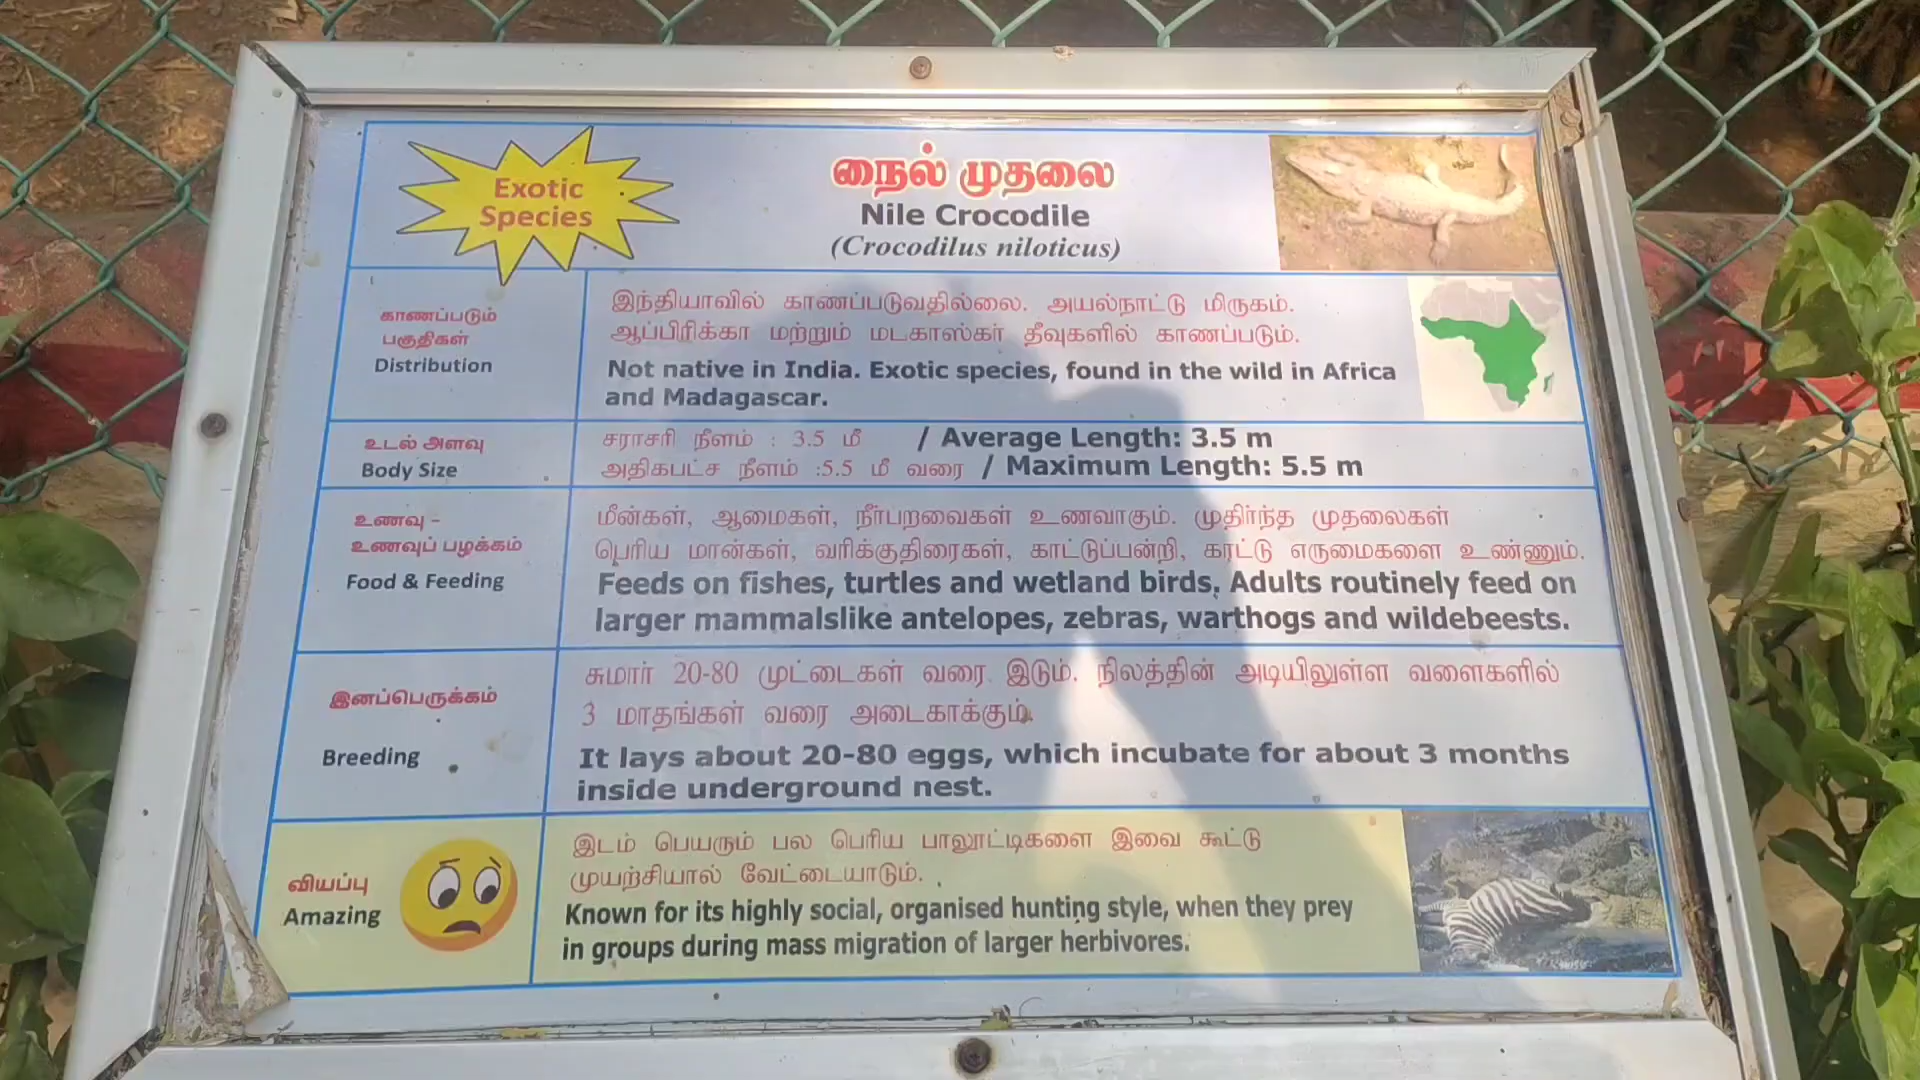 Exotic
Species
நைல் முதலை
Nile Crocodile
(Crocodilus niloticus)
காணப்படும்
பகுதிகள்
Distribution
இந்தியாவில் காணப்படுவதில்லை. அயல்நாட்டு மிருகம்.
ஆப்பிரிக்கா மற்றும் மடகாஸ்கர் தீவுகளில் காணப்படும்.
Not native in India. Exotic species, found in the wild in Africa
and Madagascar.
உடல் அளவு
Body Size
சராசரி நீளம் : 3.5 மீ / Average Length: 3.5 m
அதிகபட்ச நீளம் :5.5 மீ வரை / Maximum Length: 5.5 m
உணவு -
உணவுப் பழக்கம்
Food & Feeding
மீன்கள், ஆமைகள், நீர்பறவைகள் உணவாகும். முதிர்ந்த முதலைகள்
பெரிய மான்கள், வரிக்குதிரைகள், காட்டுப்பன்றி, காட்டு எருமைகளை உண்ணும்.
Feeds on fishes, turtles and wetland birds. Adults routinely feed on
larger mammalslike antelopes, zebras, warthogs and wildebeests.
இனப்பெருக்கம்
Breeding
சுமார் 20-80 முட்டைகள் வரை இடும். நிலத்தின் அடியிலுள்ள வளைகளில்
3 மாதங்கள் வரை அடைகாக்கும்.
It lays about 20-80 eggs, which incubate for about 3 months
inside underground nest.
வியப்பு
Amazing
இடம் பெயரும் பல பெரிய பாலூட்டிகளை இவை கூட்டு
முயற்சியால் வேட்டையாடும்.
Known for its highly social, organised hunting style, when they prey
in groups during mass migration of larger herbivores.